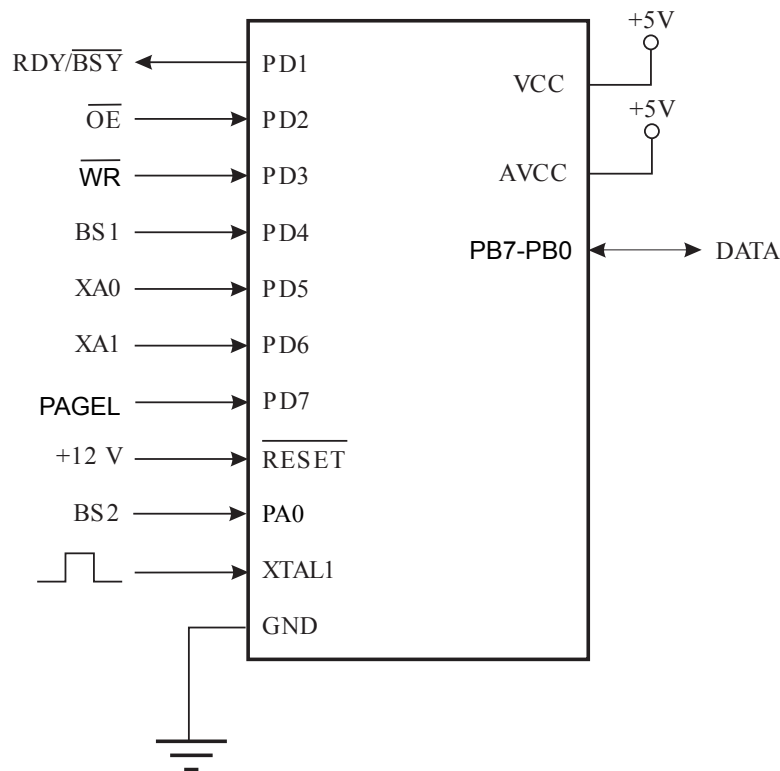 RDY/BSY PD1
OE PD2
WR PD3
BS1 PD4
XA0 PD5
XA1 PD6
PAGEL PD7
+12 V RESET
BS2 PA0
XTAL1
GND
+5V
VCC
+5V
AVCC
PB7-PB0 DATA